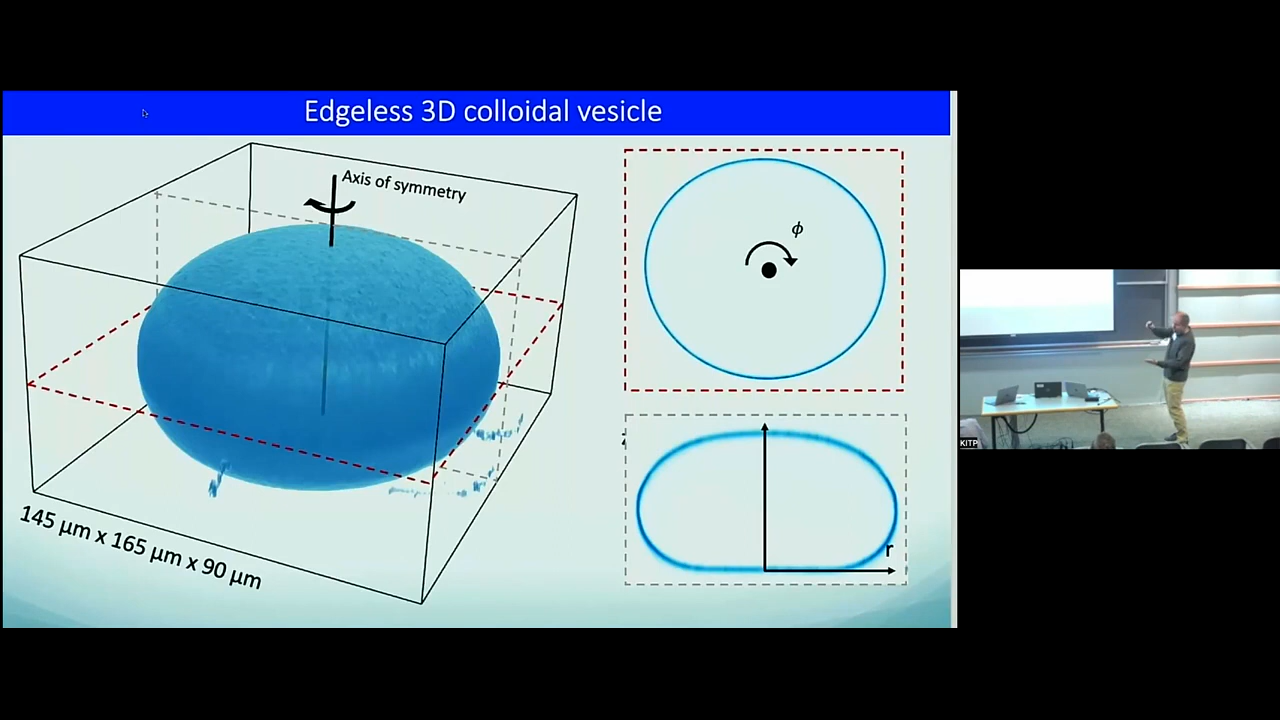 Edgeless 3D colloidal vesicle
Axis of symmetry
ϕ
r
145 µm x 165 µm x 90 µm
KITP